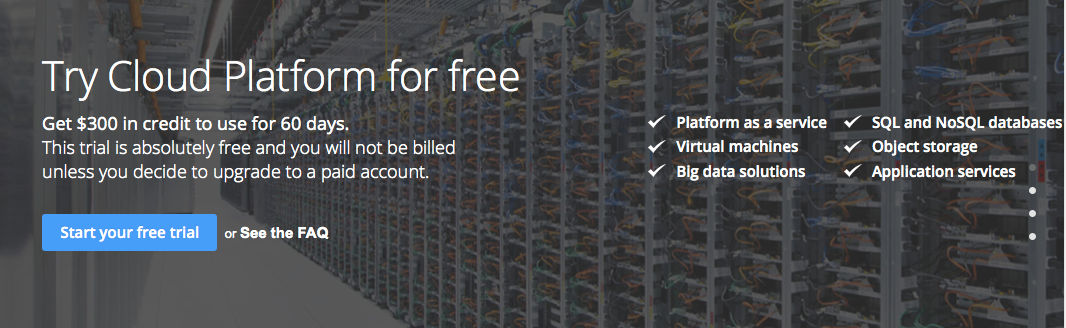 Try Cloud Platform for free
Get $300 in credit to use for 60 days.
This trial is absolutely free and you will not be billed
unless you decide to upgrade to a paid account.
Start your free trial or See the FAQ
Platform as a service
Virtual machines
Big data solutions
SQL and NoSQL databases
Object storage
Application services